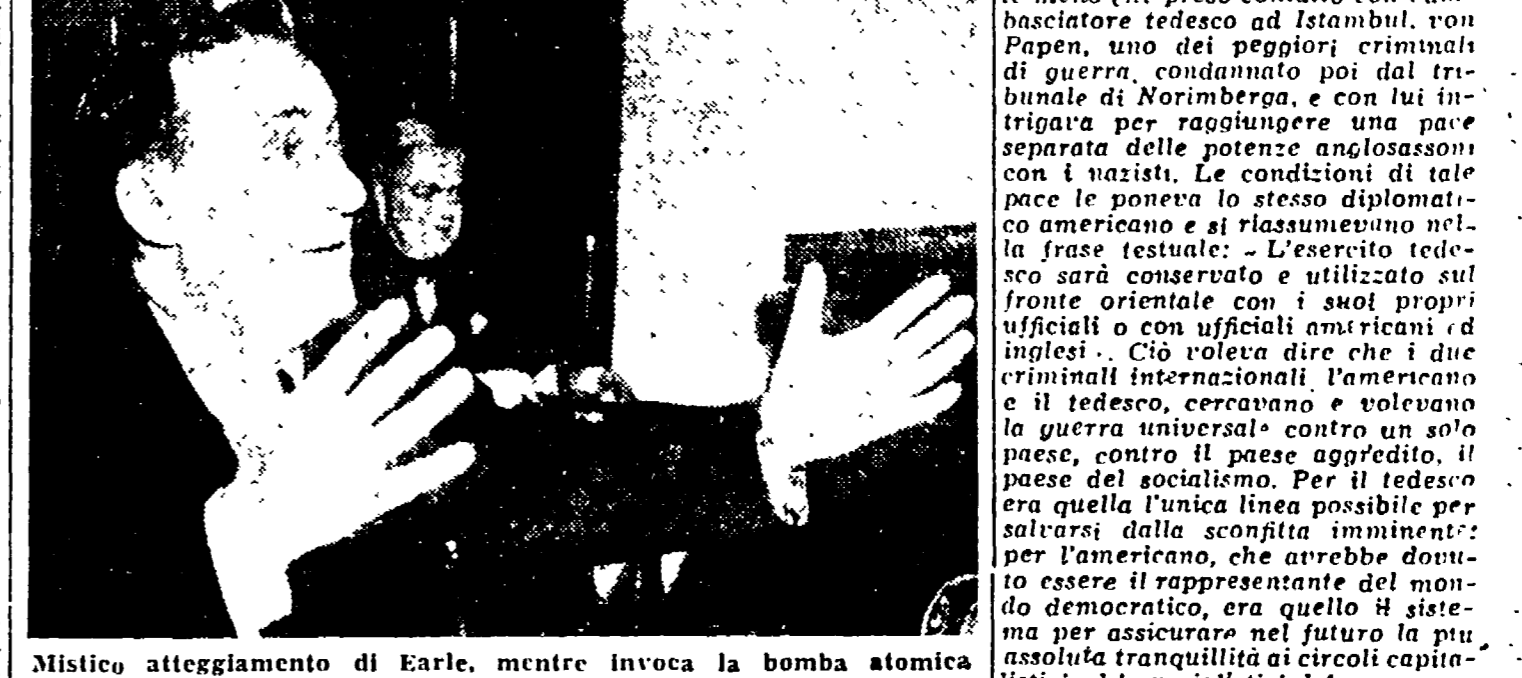 Mistico atteggiamento di Earle, mentre invoca la bomba atomica
basciatore tedesco ad Istambul, von
Papen, uno dei peggiori criminali
di guerra, condannato poi dal tri-
bunale di Norimberga, e con lui in-
trigava per raggiungere una pace
separata delle potenze anglosassoni
con i nazisti. Le condizioni di tale
pace le poneva lo stesso diplomati-
co americano e si riassumevano nel-
la frase testuale: « L'esercito tede-
sco sarà conservato e utilizzato sul
fronte orientale con i suoi propri
ufficiali o con ufficiali americani ed
inglesi ». Ciò voleva dire che i due
criminali internazionali, l'americano
e il tedesco, cercavano e volevano
la guerra universale contro un solo
paese, contro il paese aggredito, il
paese del socialismo. Per il tedesco
era quella l'unica linea possibile per
salvarsi dalla sconfitta imminente:
per l'americano, che avrebbe dovu-
to essere il rappresentante del mon-
do democratico, era quello il siste-
ma per assicurare nel futuro la più
assoluta tranquillità ai circoli capita-